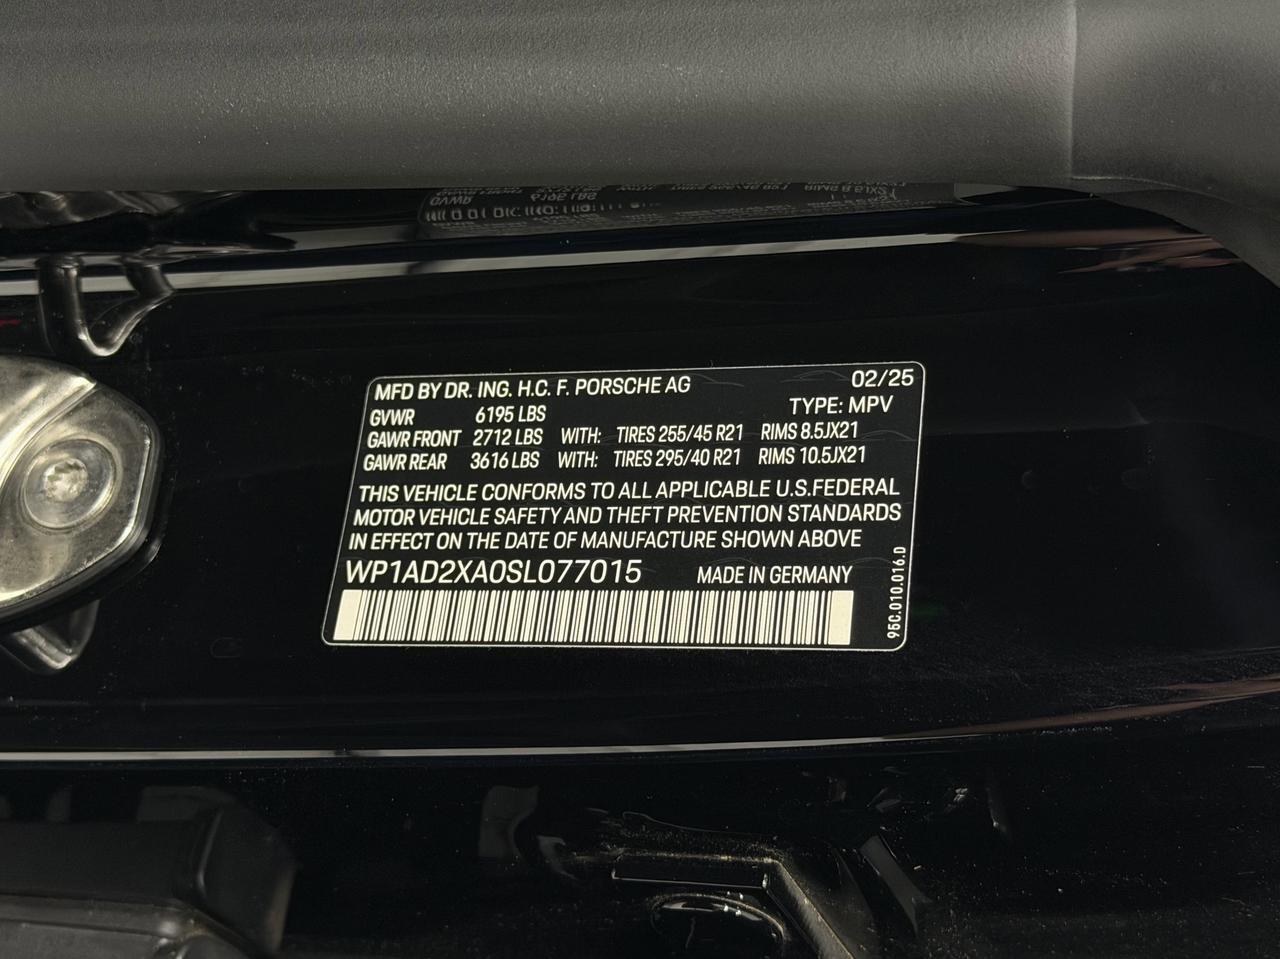 MFD BY DR. ING. H.C. F. PORSCHE AG 02/25
GVWR 6195 LBS TYPE: MPV
GAWR FRONT 2712 LBS WITH: TIRES 255/45 R21 RIMS 8.5JX21
GAWR REAR 3616 LBS WITH: TIRES 295/40 R21 RIMS 10.5JX21
THIS VEHICLE CONFORMS TO ALL APPLICABLE U.S.FEDERAL
MOTOR VEHICLE SAFETY AND THEFT PREVENTION STANDARDS
IN EFFECT ON THE DATE OF MANUFACTURE SHOWN ABOVE
WP1AD2XA0SL077015 MADE IN GERMANY
95C.010.016.D